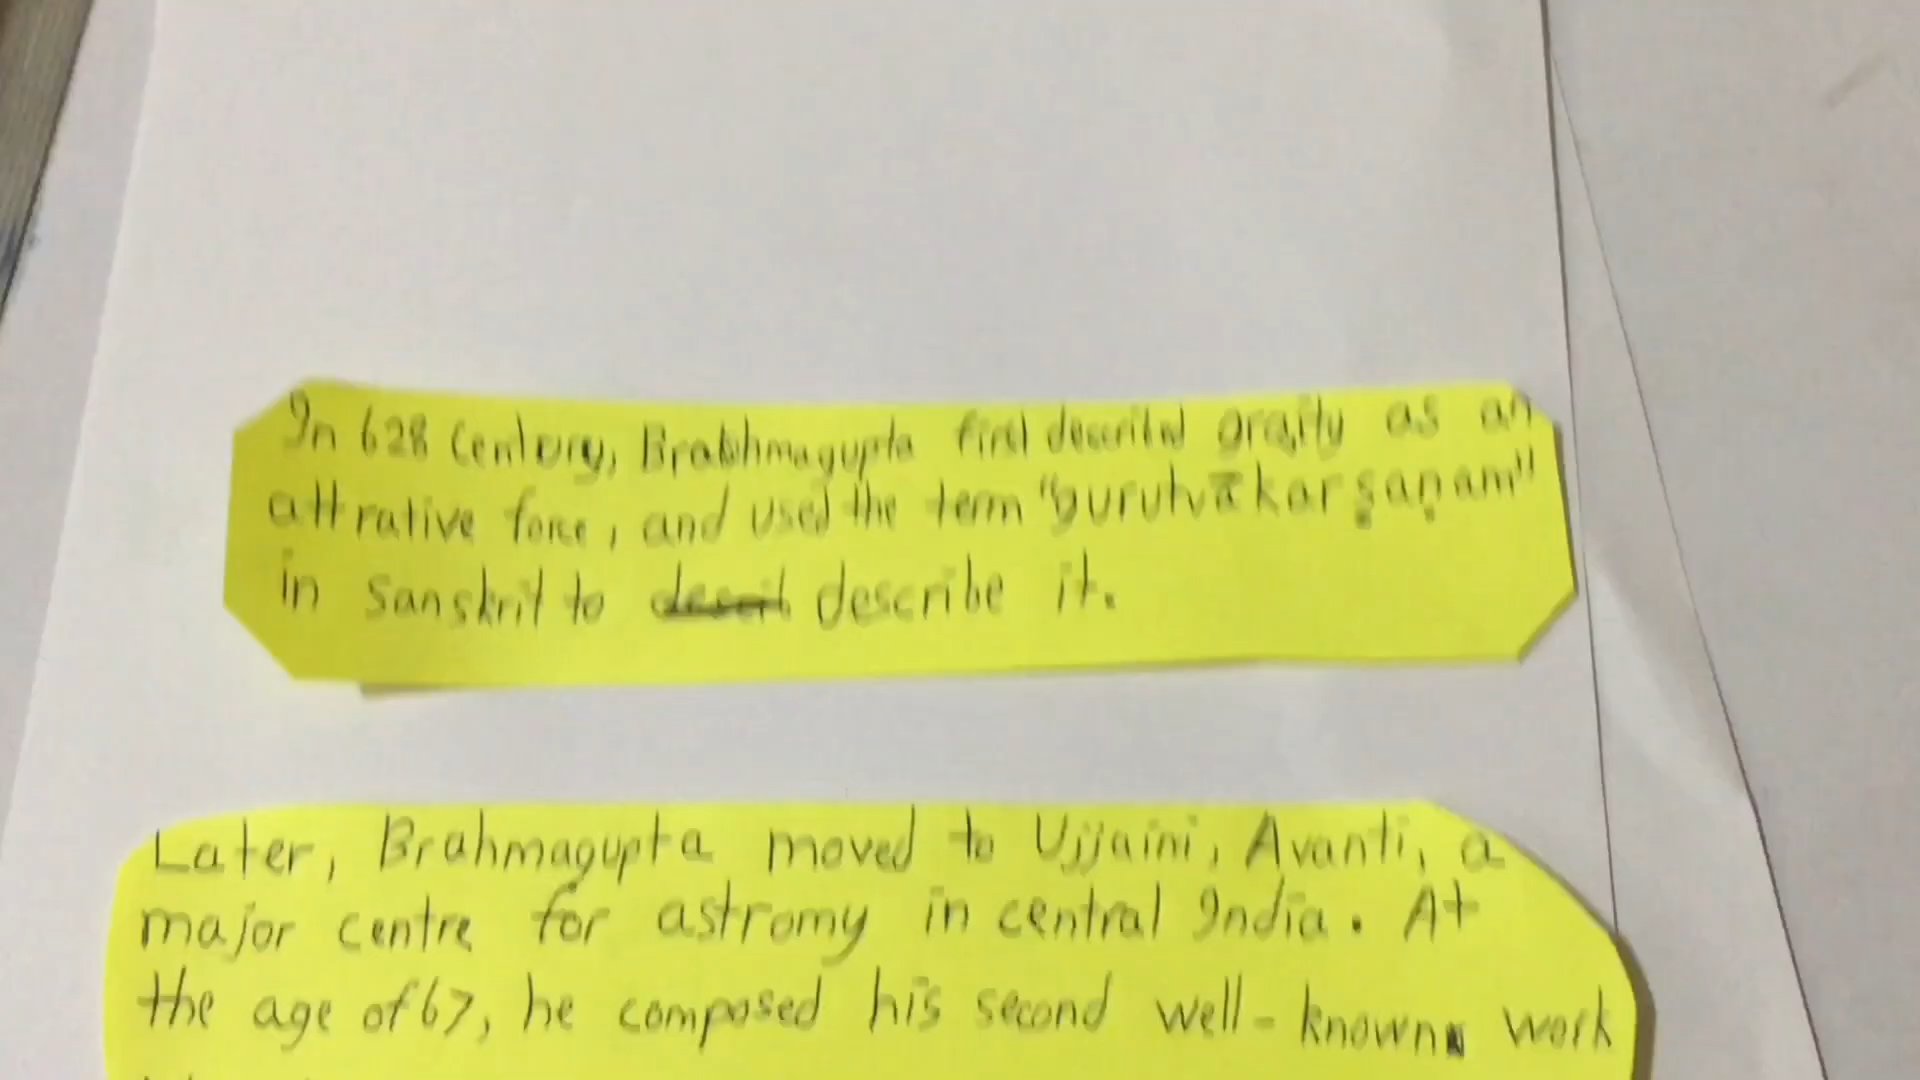 In 628 Century, Brabhmagupta first described gravity as an
attrative force, and used the term "gurutvākarṣaṇam"
in sanskrit to describe it.
Later, Brahmagupta moved to Ujjaini, Avanti, a
major centre for astromy in central India. At
the age of 67, he composed his second well-known work